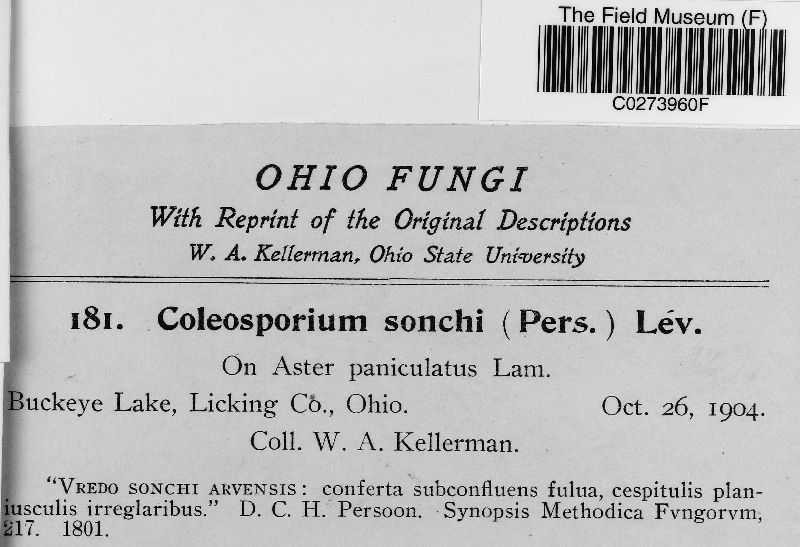 The Field Museum (F)
C0273960F
OHIO FUNGI
With Reprint of the Original Descriptions
W. A. Kellerman, Ohio State University
181. Coleosporium sonchi (Pers.) Lév.
On Aster paniculatus Lam.
Buckeye Lake, Licking Co., Ohio. Oct. 26, 1904.
Coll. W. A. Kellerman.
"VREDO SONCHI ARVENSIS: conferta subconfluens fulua, cespitulis plan-
iusculis irreglaribus." D. C. H. Persoon. Synopsis Methodica Fvngorvm,
217. 1801.